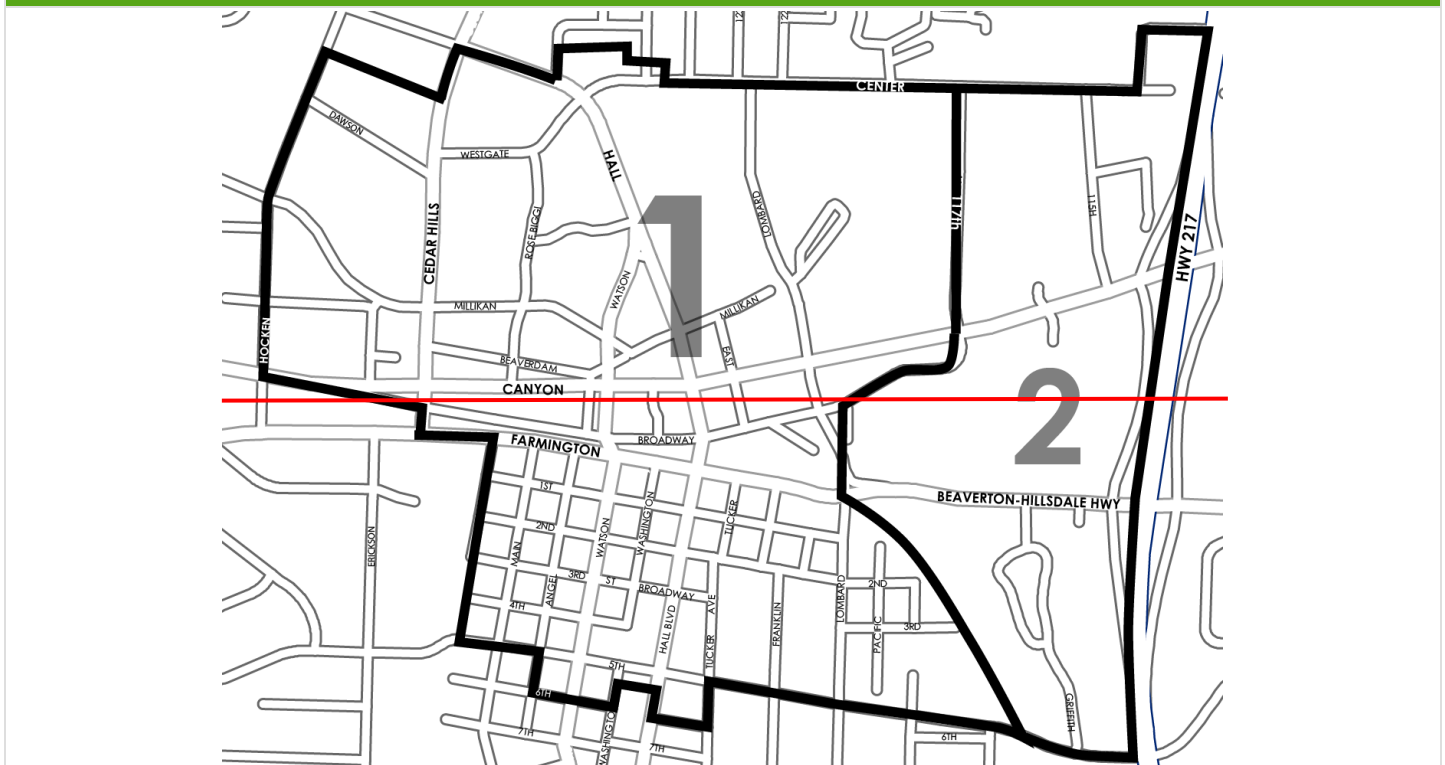 CENTER
DAWSON
WESTGATE
HALL
117th
115H
LOMBARD
CEDAR HILLS
ROSE BIGGI
1
HWY 217
WATSON
MILLIKAN
MILLIKAN
HOCKEN
EAST
BEAVERDAM
CANYON
2
FARMINGTON
BROADWAY
1ST
BEAVERTON-HILLSDALE HWY
TUCKER
WASHINGTON
2ND
WATSON
ERICKSON
MAIN
3RD
ST
ANGEL
BROADWAY
2ND
LOMBARD
4TH
AVE
FRANKLIN
HALL BLVD
PACIFIC
3RD
TUCKER
5TH
6TH
GRIFFITH
7TH
WASHINGTO
7TH
6TH